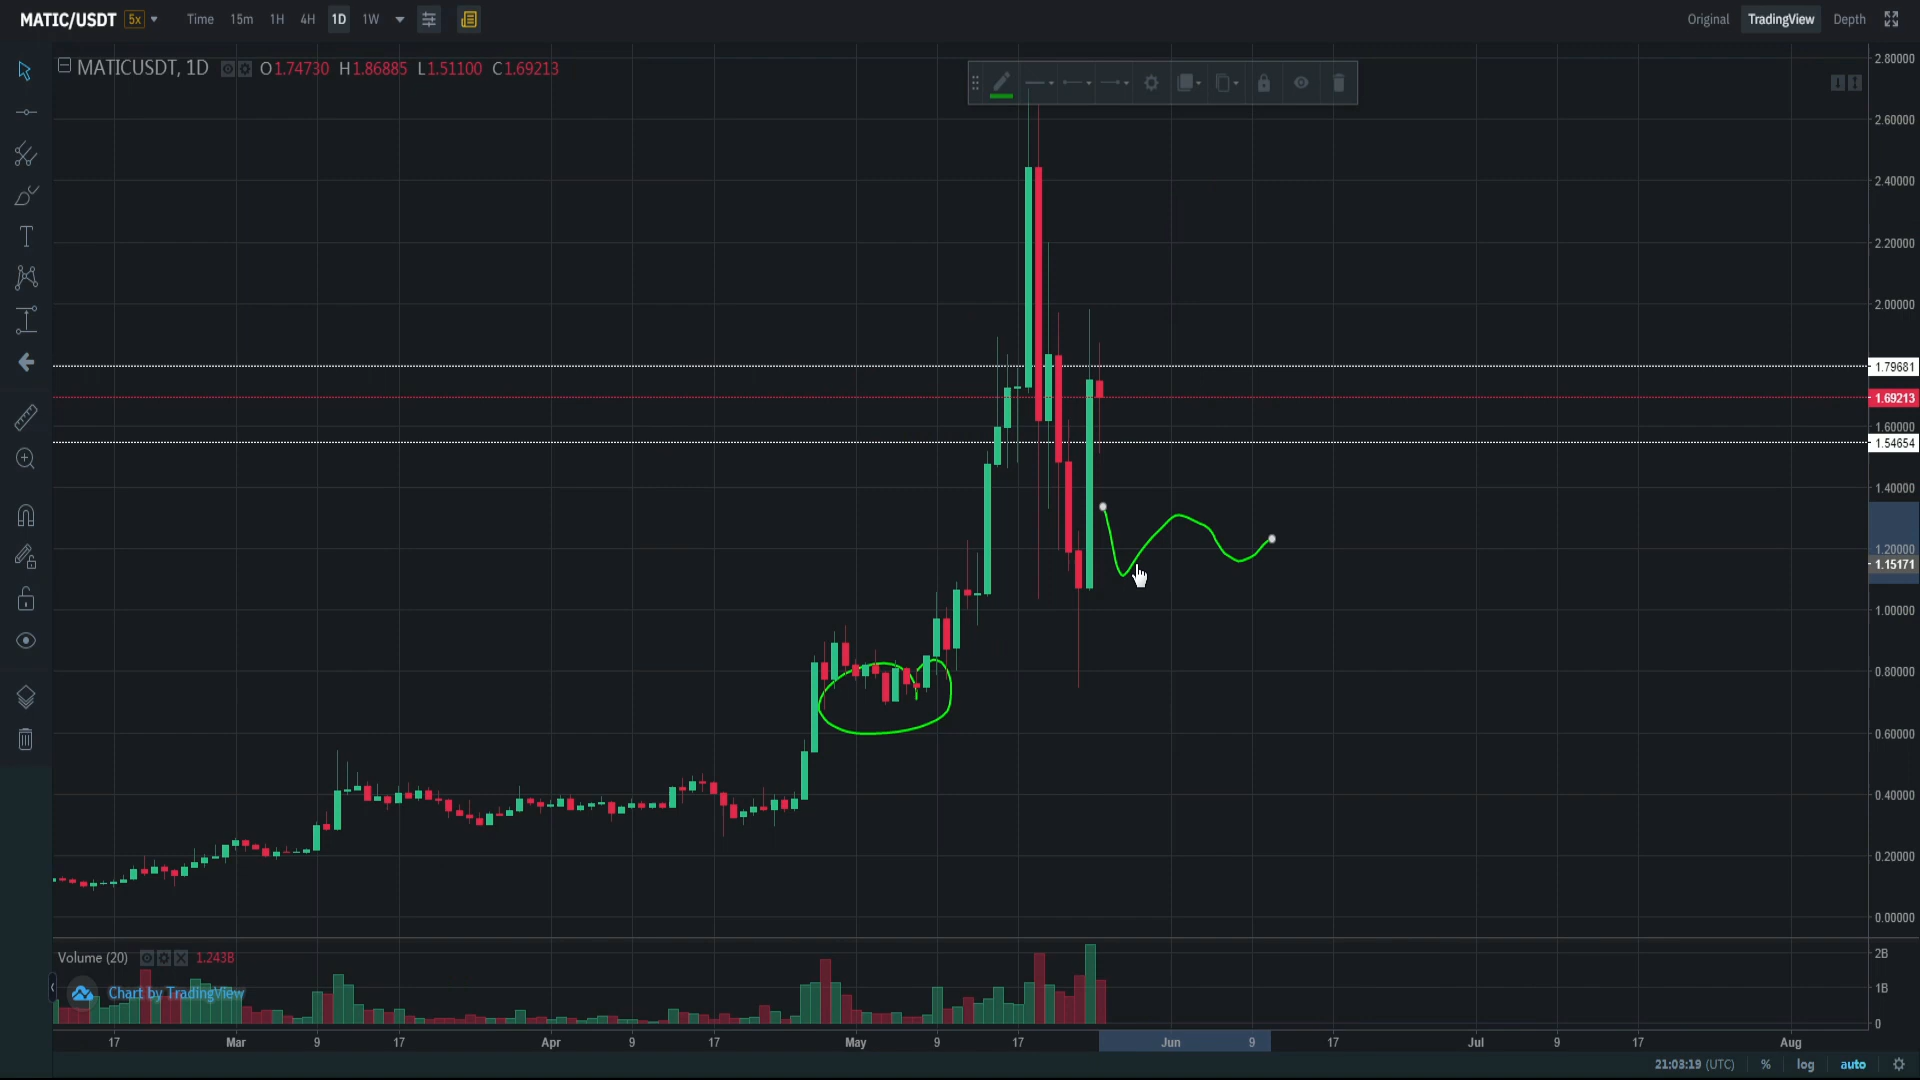 MATIC/USDT 5x Time 15m 1H 4H 1D 1W Original TradingView Depth
MATICUSDT, 1D O1.74730 H1.86885 L1.51100 C1.69213
2.80000
2.60000
2.40000
2.20000
2.00000
1.79681
1.69213
1.60000
1.54654
1.40000
1.20000
1.15171
1.00000
0.80000
0.60000
0.40000
0.20000
0.00000
Volume (20) 1.243B
2B
1B
0
Chart by TradingView
17 Mar 9 17 Apr 9 17 May 9 17 Jun 9 17 Jul 9 17 Aug
21:03:19 (UTC) % log auto